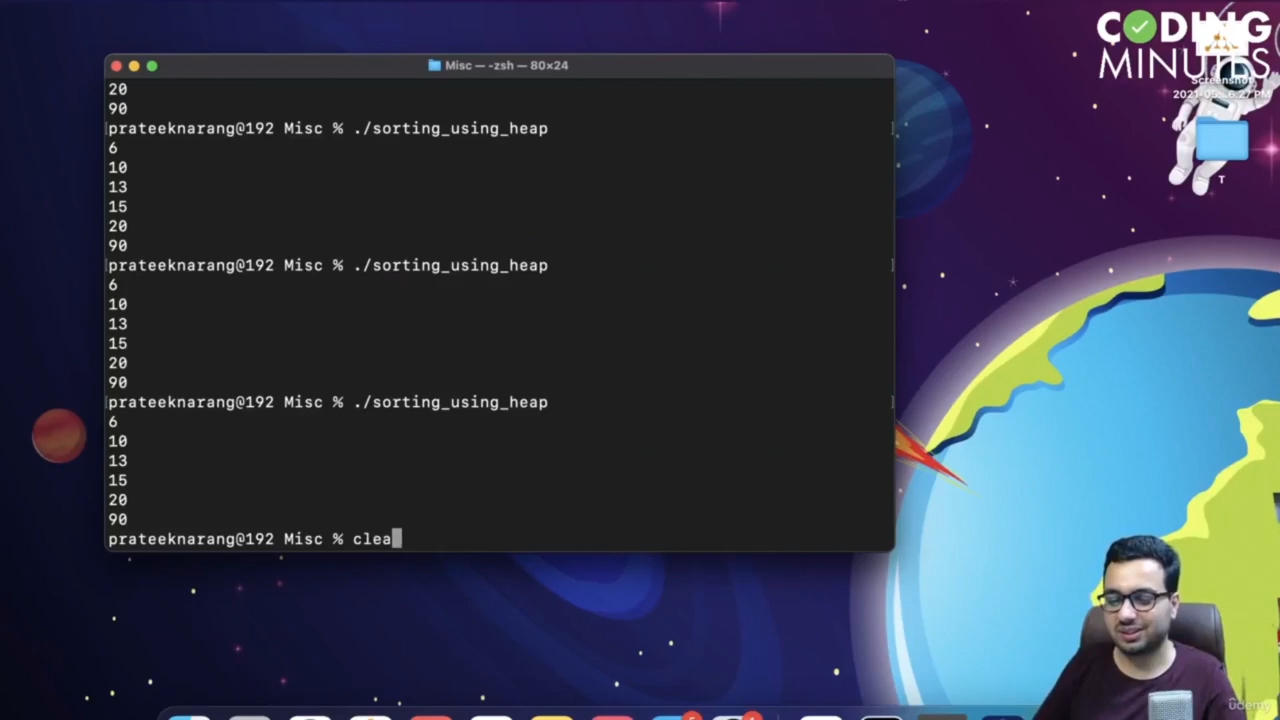 Misc — -zsh — 80×24
20
90
prateeknarang@192 Misc % ./sorting_using_heap
6
10
13
15
20
90
prateeknarang@192 Misc % ./sorting_using_heap
6
10
13
15
20
90
prateeknarang@192 Misc % ./sorting_using_heap
6
10
13
15
20
90
prateeknarang@192 Misc % clea
CODING
MINUTES
Screenshot
T
udemy